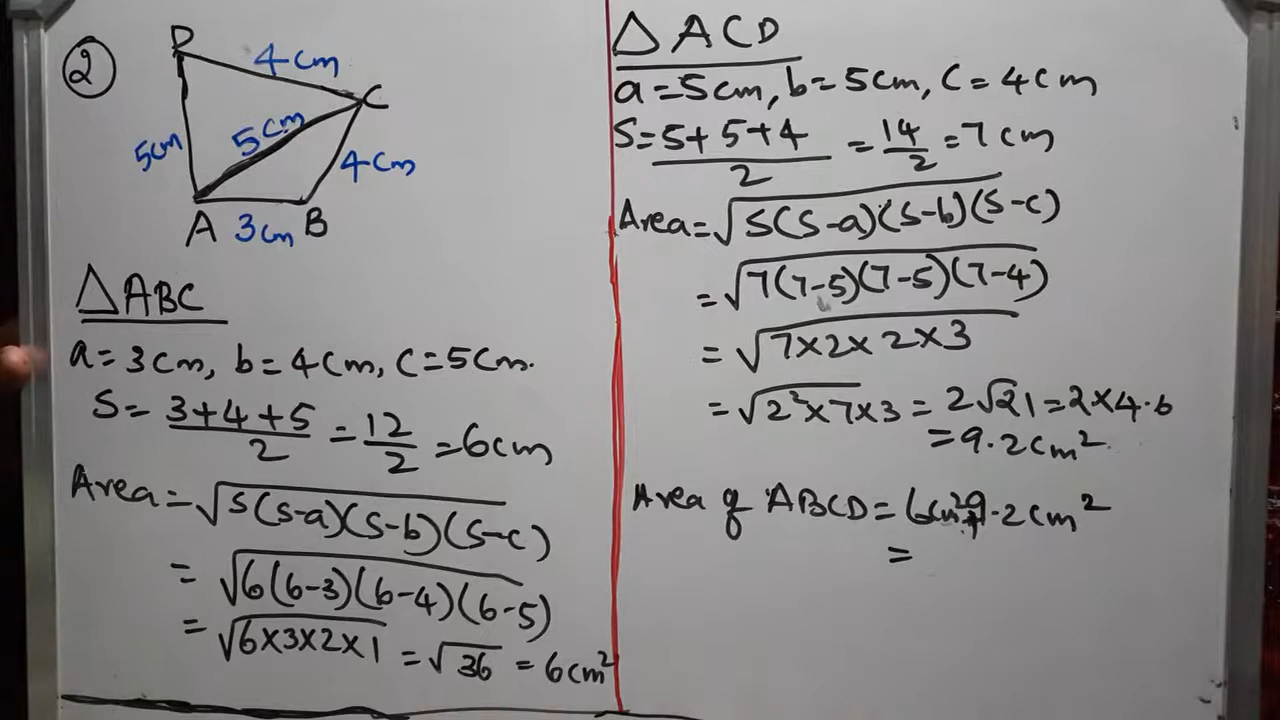 ②
D
4cm
C
5cm
5cm
4cm
A 3cm B
△ABC
a=3cm, b=4cm, c=5cm.
S= 3+4+5/2 = 12/2 = 6cm
Area = √s(s-a)(s-b)(s-c)
= √6(6-3)(6-4)(6-5)
= √6×3×2×1 = √36 = 6cm²
△ACD
a=5cm, b=5cm, c=4cm
S= 5+5+4/2 = 14/2 = 7cm
Area = √s(s-a)(s-b)(s-c)
= √7(7-5)(7-5)(7-4)
= √7×2×2×3
= √2²×7×3 = 2√21 = 2×4.6
= 9.2cm²
Area of ABCD = 6cm²+9.2cm²
=